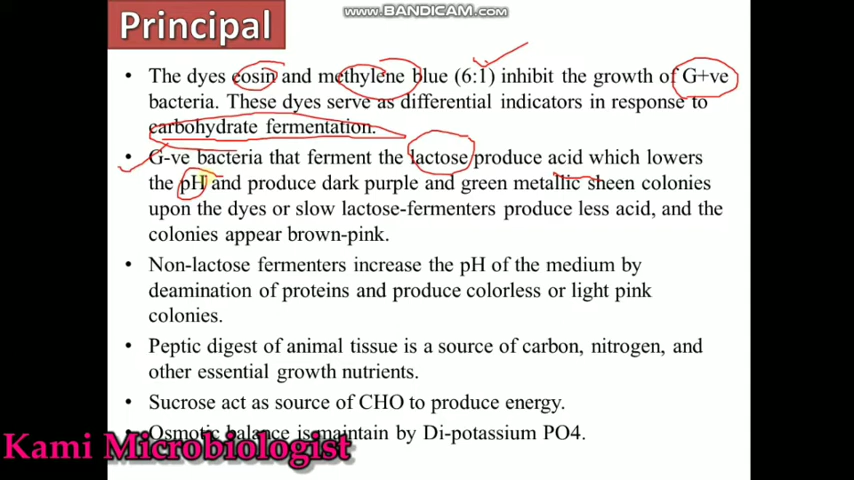 www.BANDICAM.com
Principal
• The dyes eosin and methylene blue (6:1) inhibit the growth of G+ve
bacteria. These dyes serve as differential indicators in response to
carbohydrate fermentation.
• G-ve bacteria that ferment the lactose produce acid which lowers
the pH and produce dark purple and green metallic sheen colonies
upon the dyes or slow lactose-fermenters produce less acid, and the
colonies appear brown-pink.
• Non-lactose fermenters increase the pH of the medium by
deamination of proteins and produce colorless or light pink
colonies.
• Peptic digest of animal tissue is a source of carbon, nitrogen, and
other essential growth nutrients.
• Sucrose act as source of CHO to produce energy.
• Osmotic balance is maintain by Di-potassium PO4.
Kami Microbiologist